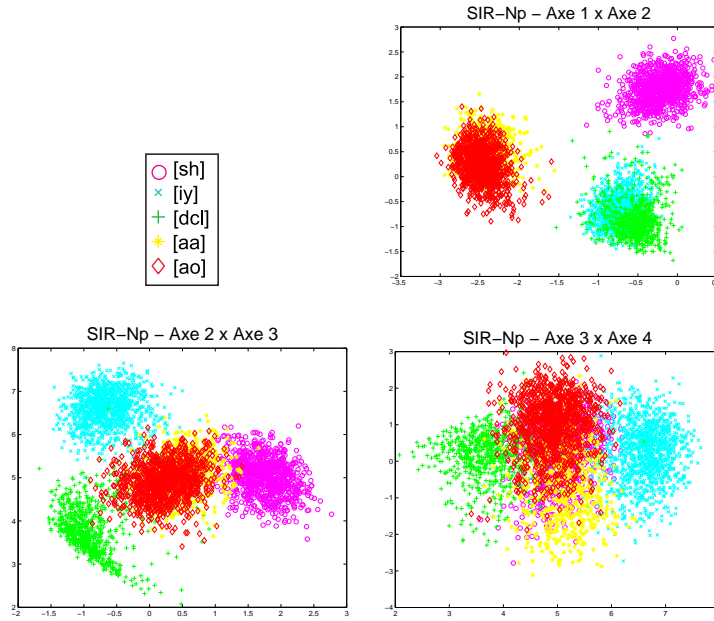 SIR−Np − Axe 1 x Axe 2
3
2.5
2
1.5
1
0.5
0
−0.5
−1
−1.5
−2
−3.5 −3 −2.5 −2 −1.5 −1 −0.5 0 0.5
[sh]
[iy]
[dcl]
[aa]
[ao]
SIR−Np − Axe 2 x Axe 3
8
7
6
5
4
3
2
−2 −1.5 −1 −0.5 0 0.5 1 1.5 2 2.5 3
SIR−Np − Axe 3 x Axe 4
3
2
1
0
−1
−2
−3
−4
2 3 4 5 6 7